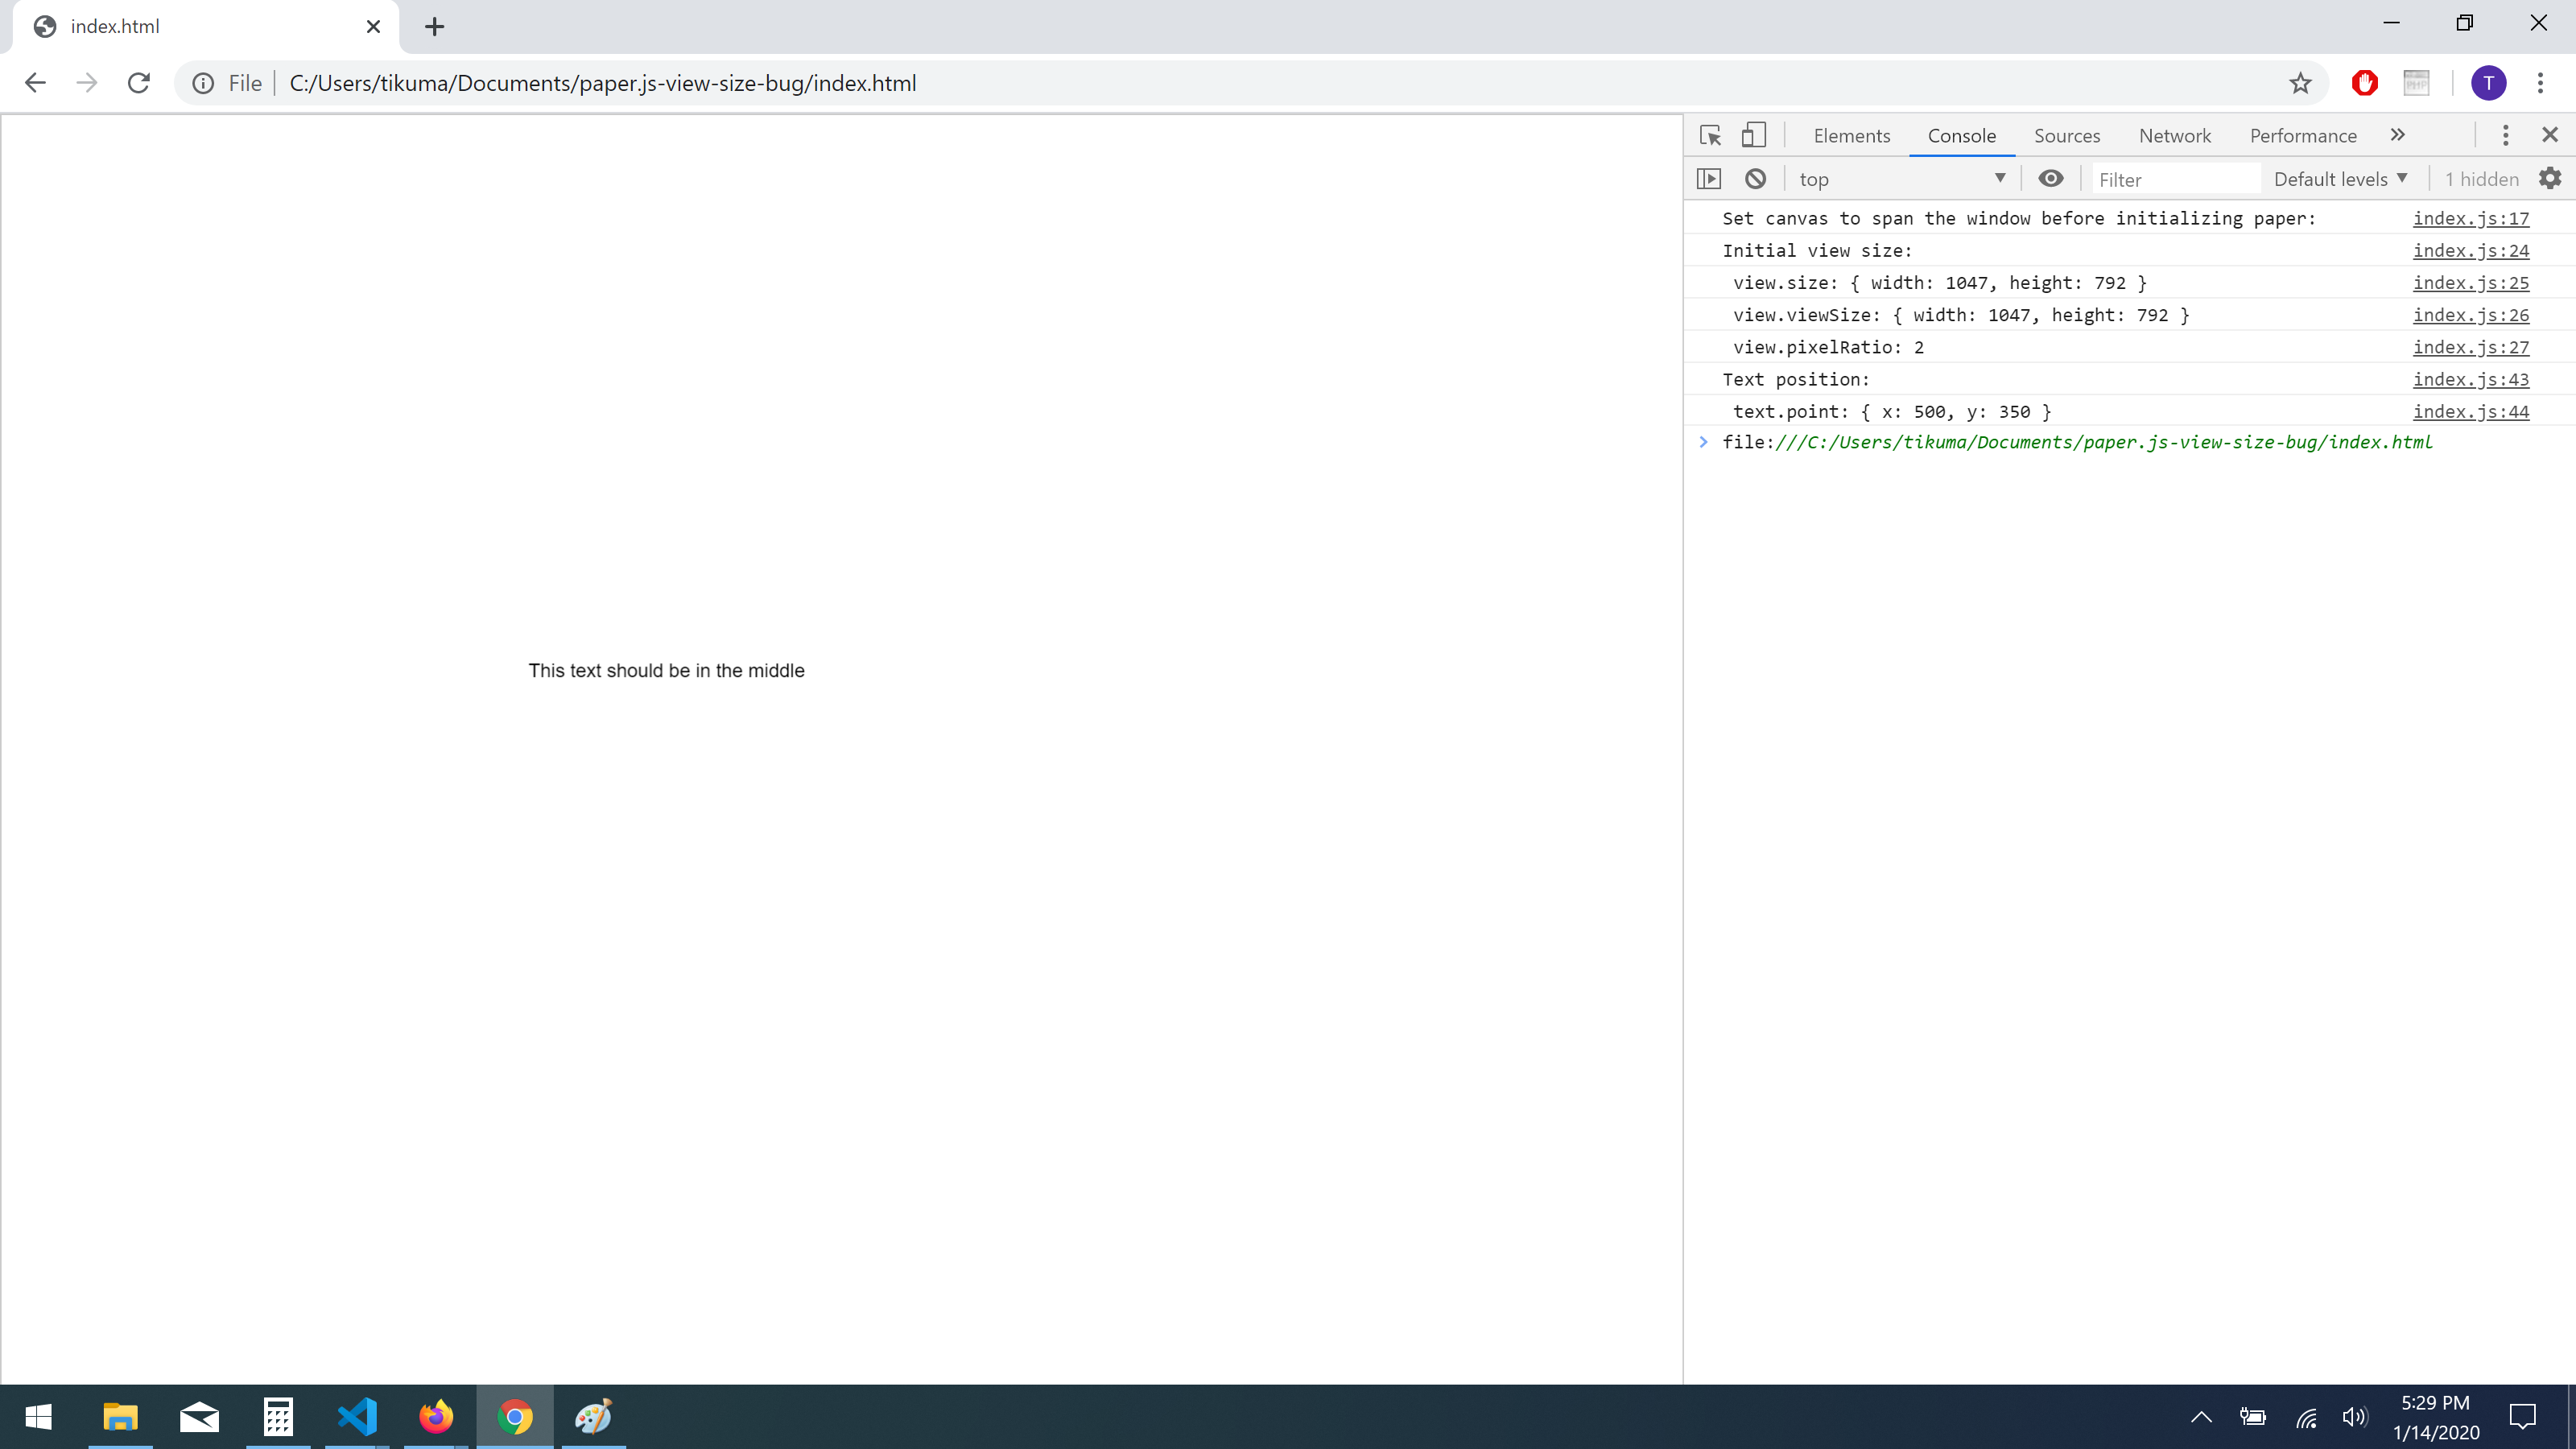 index.html
File
C:/Users/tikuma/Documents/paper.js-view-size-bug/index.html
T
Elements Console Sources Network Performance
top Filter Default levels 1 hidden
Set canvas to span the window before initializing paper: index.js:17
Initial view size: index.js:24
view.size: { width: 1047, height: 792 } index.js:25
view.viewSize: { width: 1047, height: 792 } index.js:26
view.pixelRatio: 2 index.js:27
Text position: index.js:43
text.point: { x: 500, y: 350 } index.js:44
file:///C:/Users/tikuma/Documents/paper.js-view-size-bug/index.html
This text should be in the middle
5:29 PM
1/14/2020